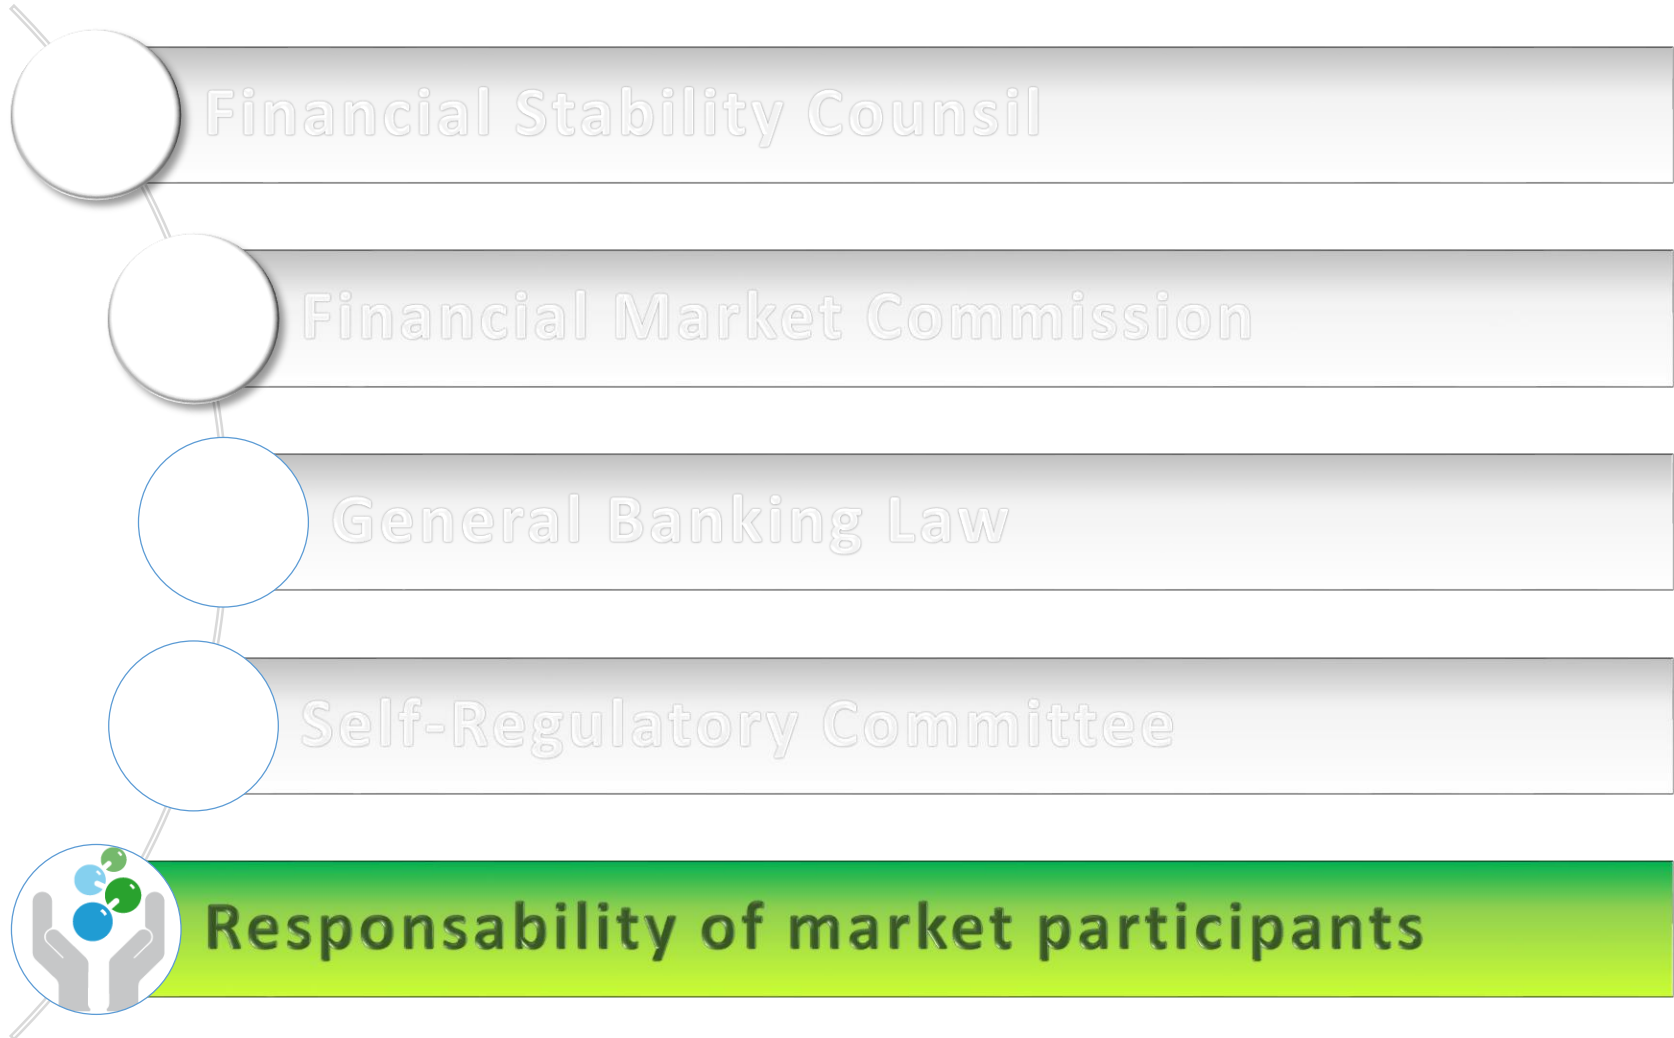 Financial Stability Counsil
Financial Market Commission
General Banking Law
Self-Regulatory Committee
Responsability of market participants